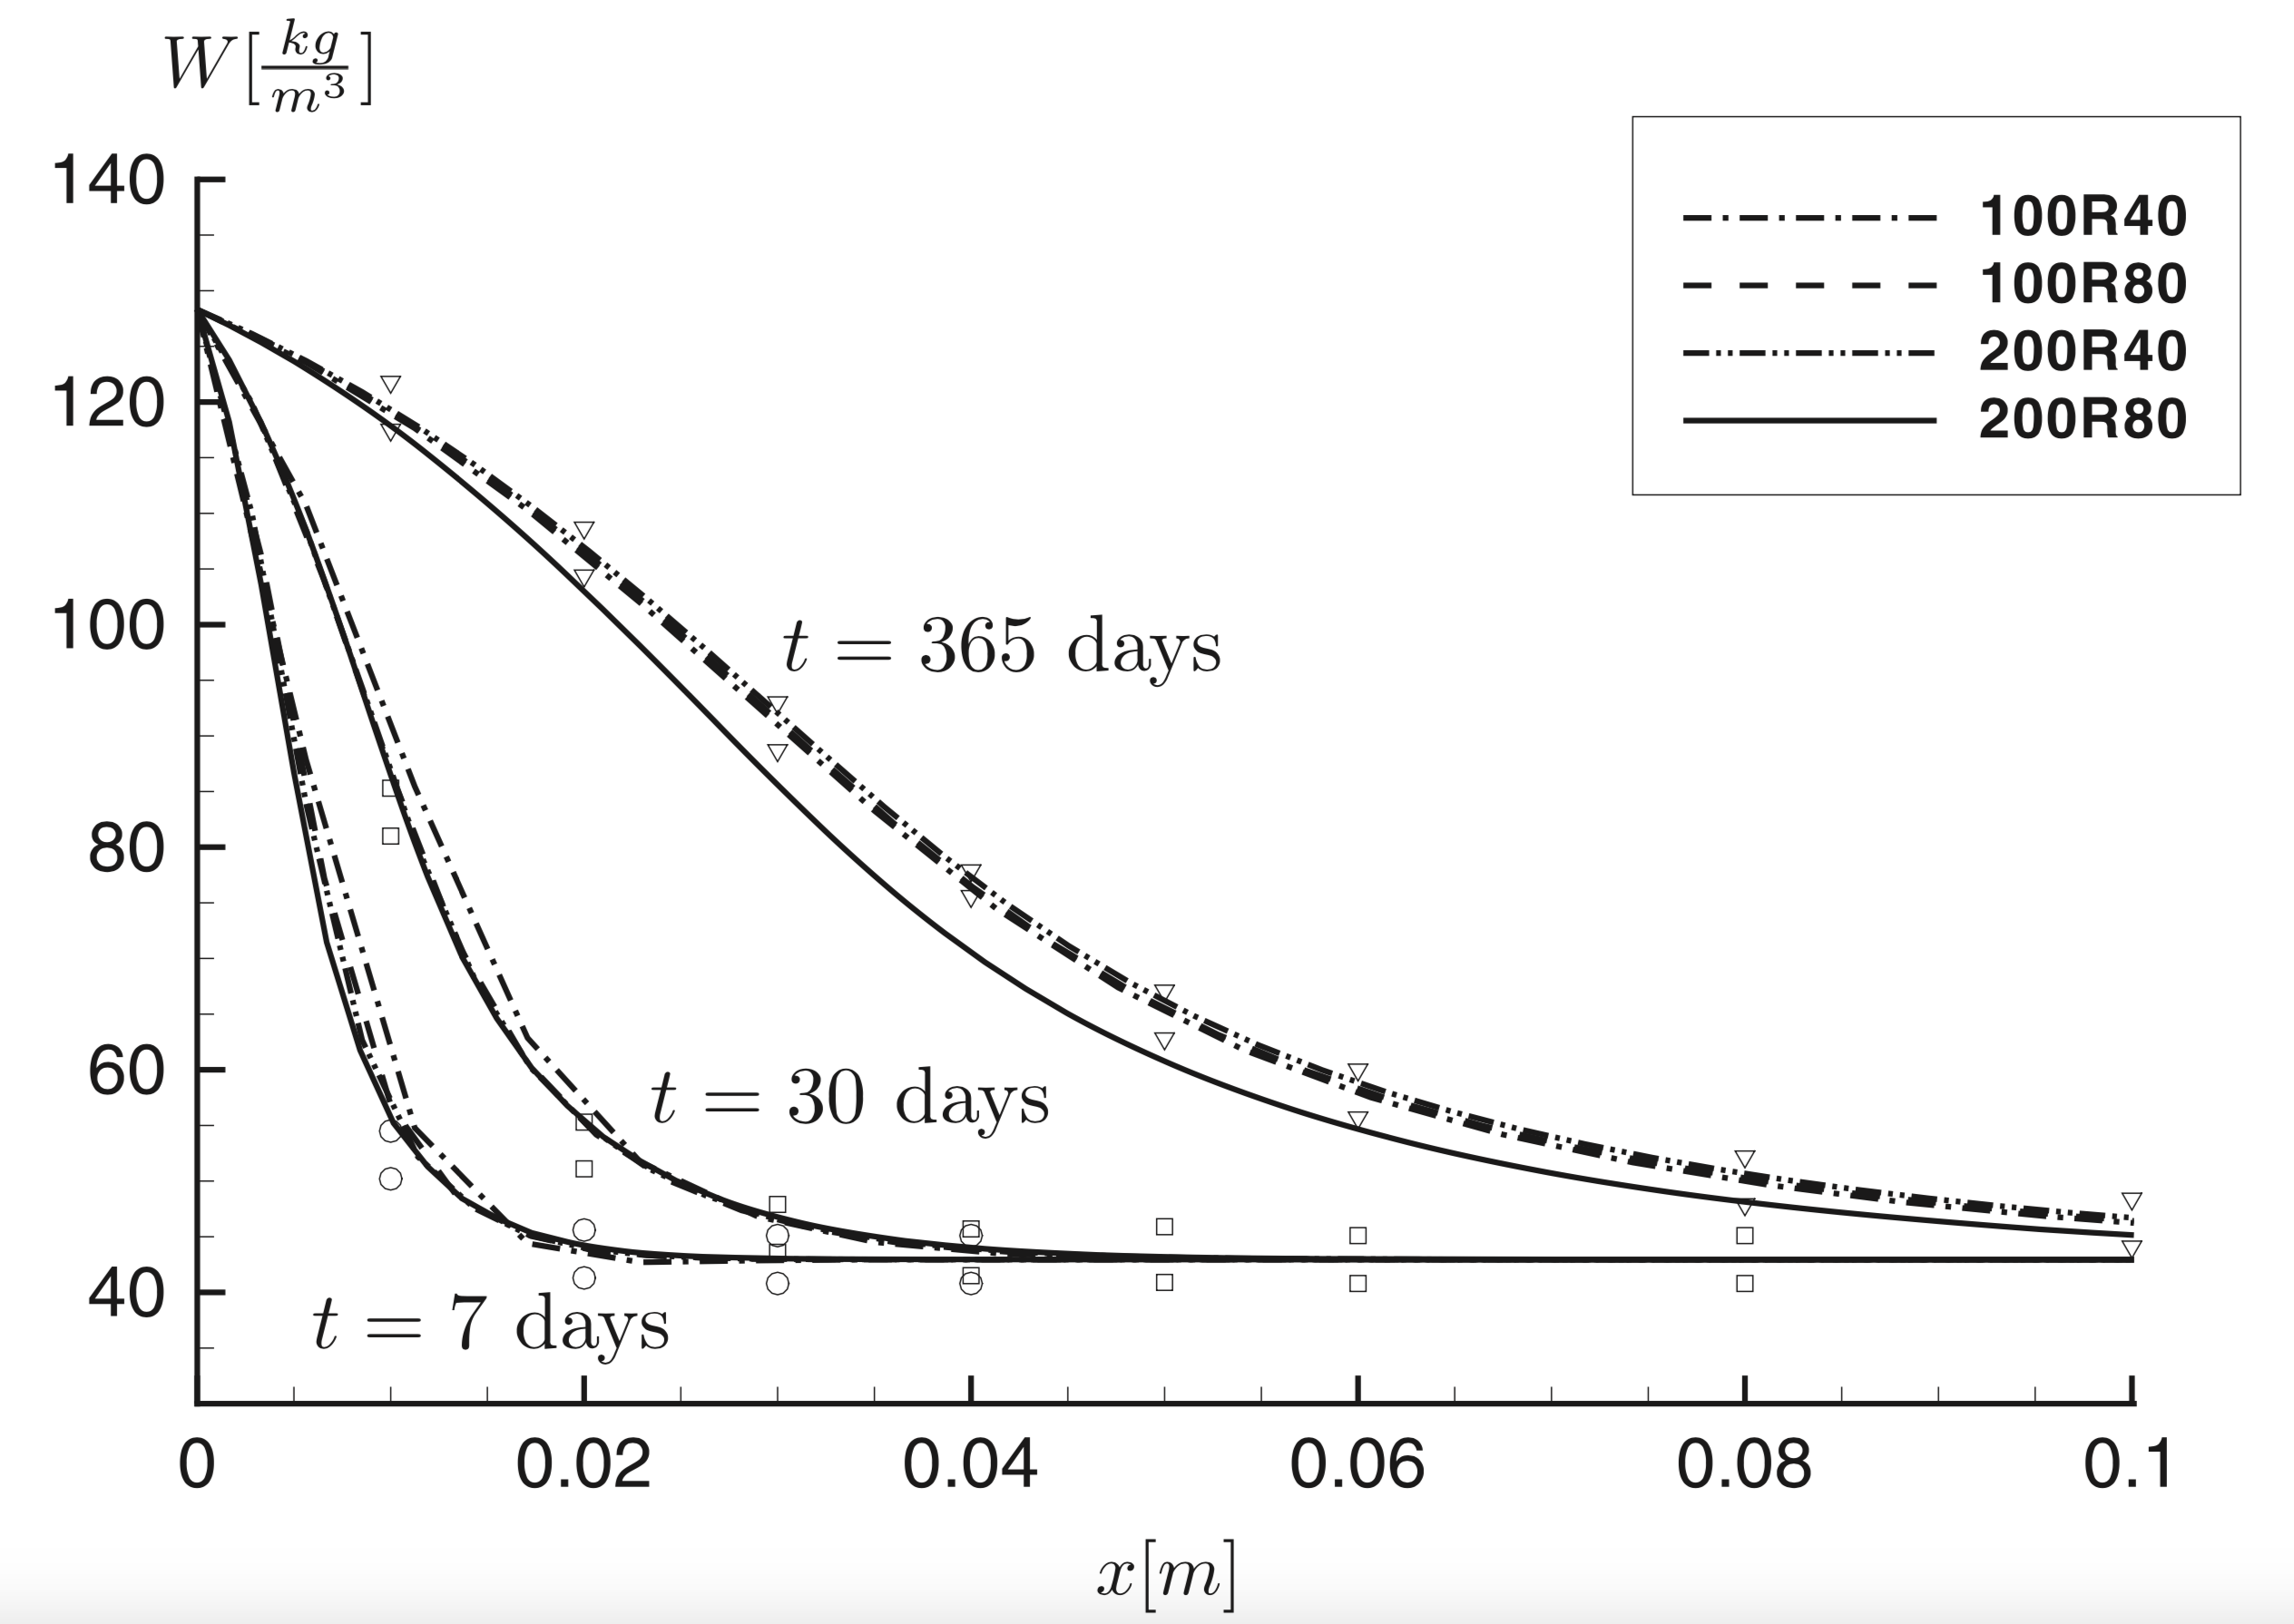 W[kg/m³]
140
120
100
80
60
40
100R40
100R80
200R40
200R80
t = 365 days
t = 30 days
t = 7 days
0 0.02 0.04 0.06 0.08 0.1
x[m]